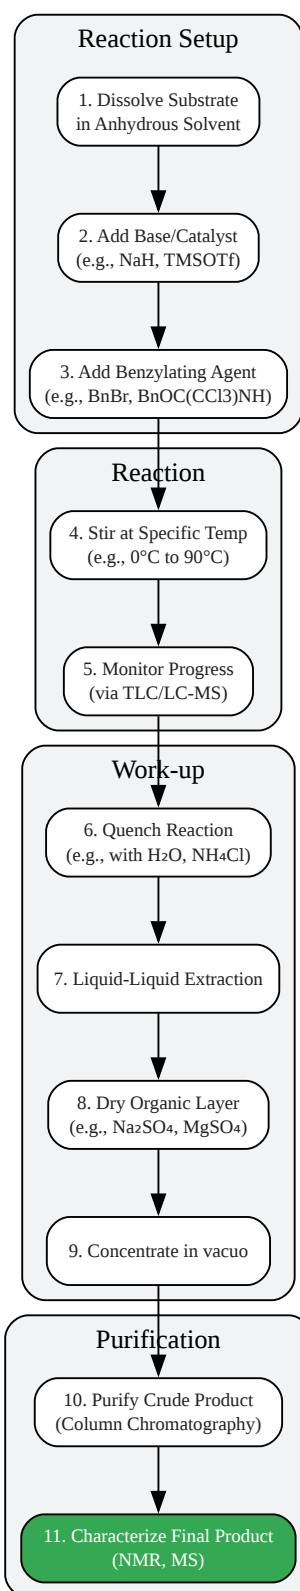 Reaction Setup
1. Dissolve Substrate
in Anhydrous Solvent
2. Add Base/Catalyst
(e.g., NaH, TMSOTf)
3. Add Benzylating Agent
(e.g., BnBr, BnOC(CCl3)NH)
Reaction
4. Stir at Specific Temp
(e.g., 0°C to 90°C)
5. Monitor Progress
(via TLC/LC-MS)
Work-up
6. Quench Reaction
(e.g., with H₂O, NH₄Cl)
7. Liquid-Liquid Extraction
8. Dry Organic Layer
(e.g., Na₂SO₄, MgSO₄)
9. Concentrate in vacuo
Purification
10. Purify Crude Product
(Column Chromatography)
11. Characterize Final Product
(NMR, MS)